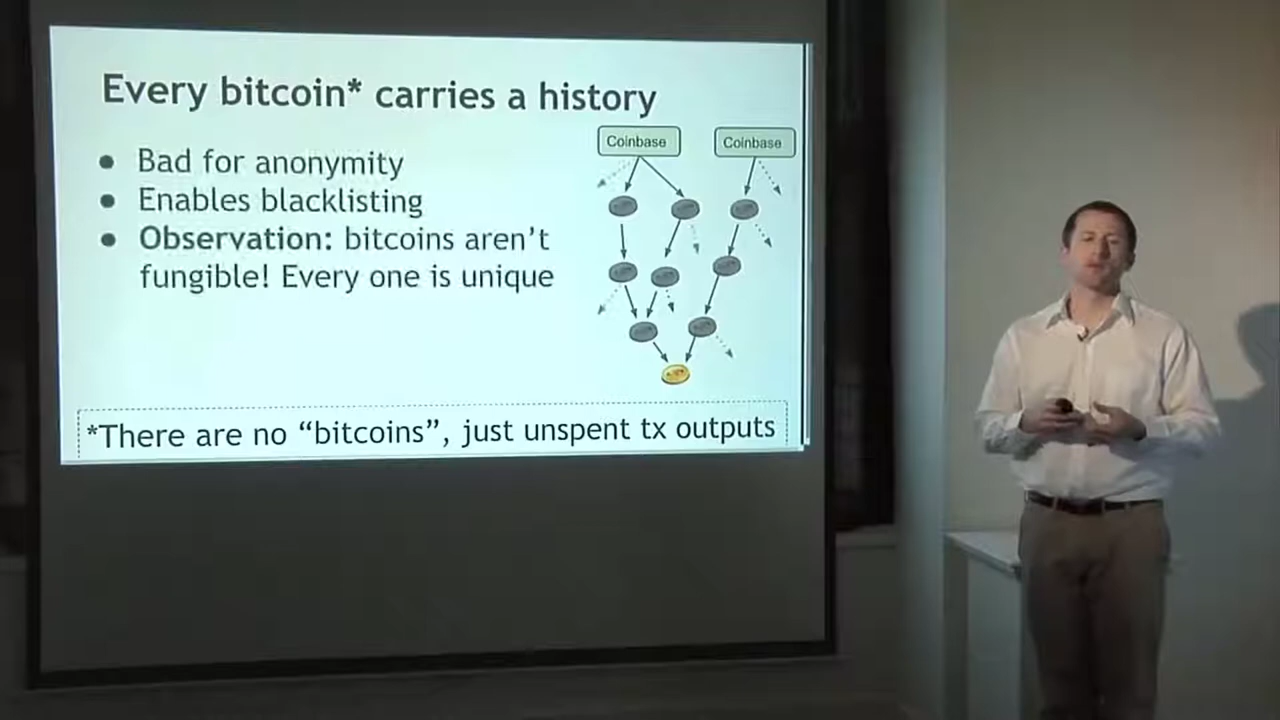 Every bitcoin* carries a history
Coinbase
Coinbase
● Bad for anonymity
● Enables blacklisting
● Observation: bitcoins aren't
fungible! Every one is unique
*There are no “bitcoins”, just unspent tx outputs